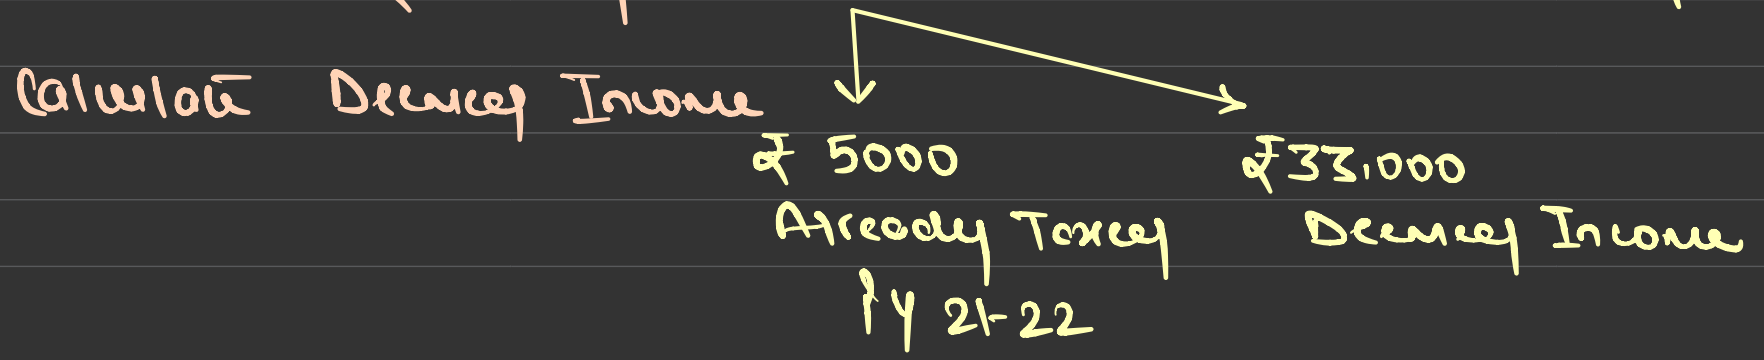 Calculate Deemed Income
₹ 5000 ₹33,000
Already Taxed Deemed Income
PY 21-22